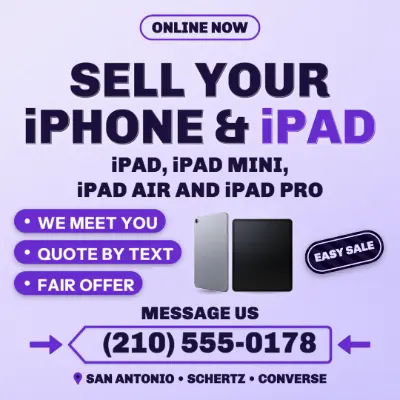 ONLINE NOW
SELL YOUR
iPHONE & iPAD
iPAD, iPAD MINI,
iPAD AIR AND iPAD PRO
• WE MEET YOU
• QUOTE BY TEXT
• FAIR OFFER
EASY SALE
MESSAGE US
(210) 555-0178
SAN ANTONIO • SCHERTZ • CONVERSE